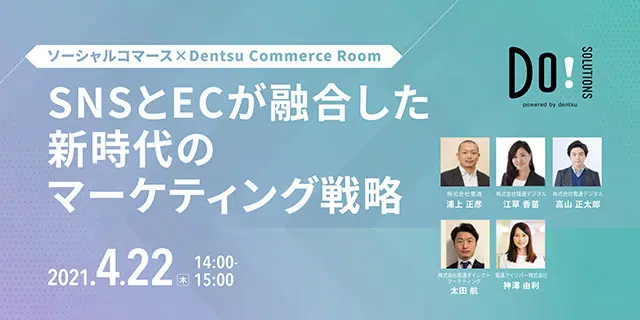 ソーシャルコマース×Dentsu Commerce Room
SNSとECが融合した
新時代の
マーケティング戦略
2021.4.22 木 14:00-
15:00
DO!
SOLUTIONS
powered by dentsu
株式会社電通
浦上 正彦
株式会社電通デジタル
江草 香苗
株式会社電通デジタル
高山 正太郎
株式会社電通ダイレクト
マーケティング
太田 航
電通アイソバー株式会社
神澤 由利